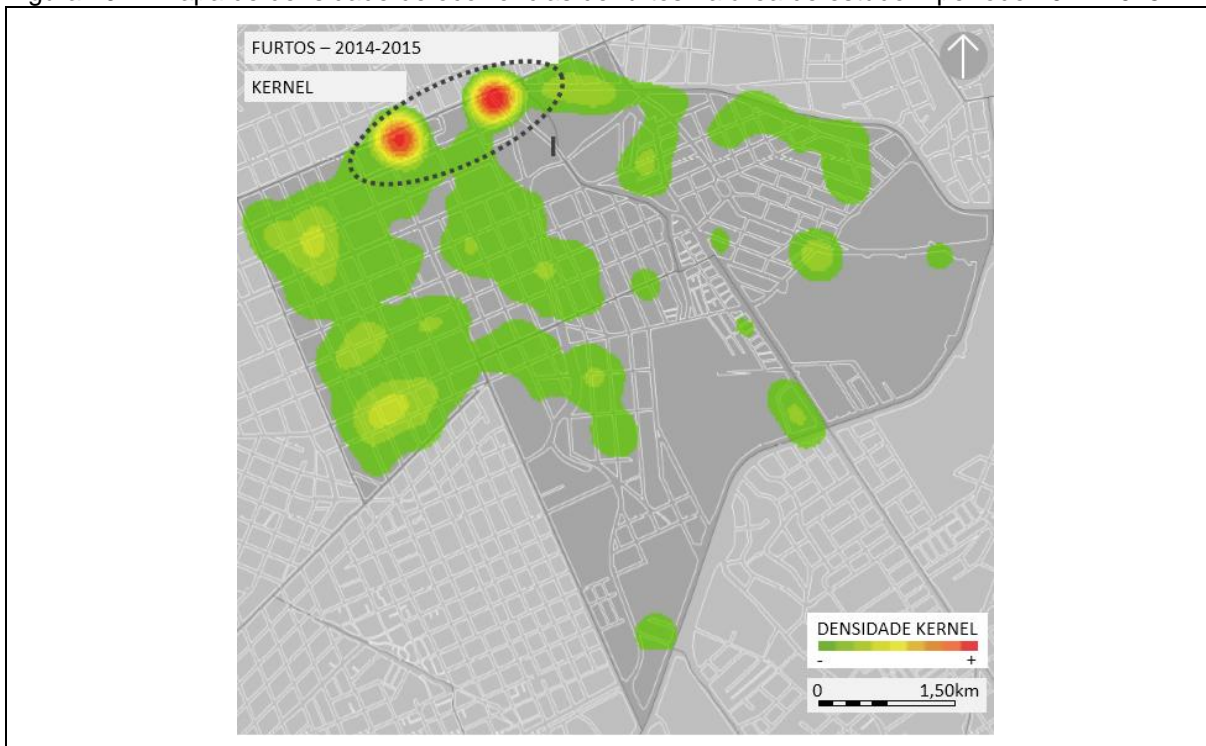 FURTOS – 2014-2015
KERNEL
I
DENSIDADE KERNEL
- +
0 1,50km